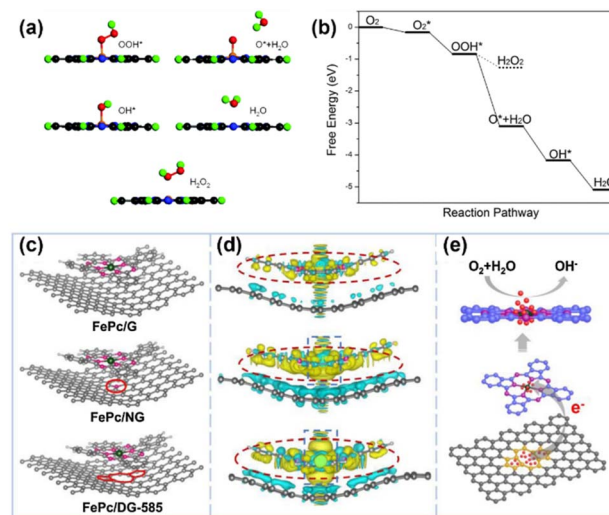 (a)
OOH*
O*+H₂O
OH*
H₂O
H₂O₂
(b)
Free Energy (eV)
0
-1
-2
-3
-4
-5
O₂
O₂*
OOH*
H₂O₂
O*+H₂O
OH*
H₂O
Reaction Pathway
(c)
FePc/G
FePc/NG
FePc/DG-585
(d)
(e)
O₂+H₂O
OH⁻
e⁻